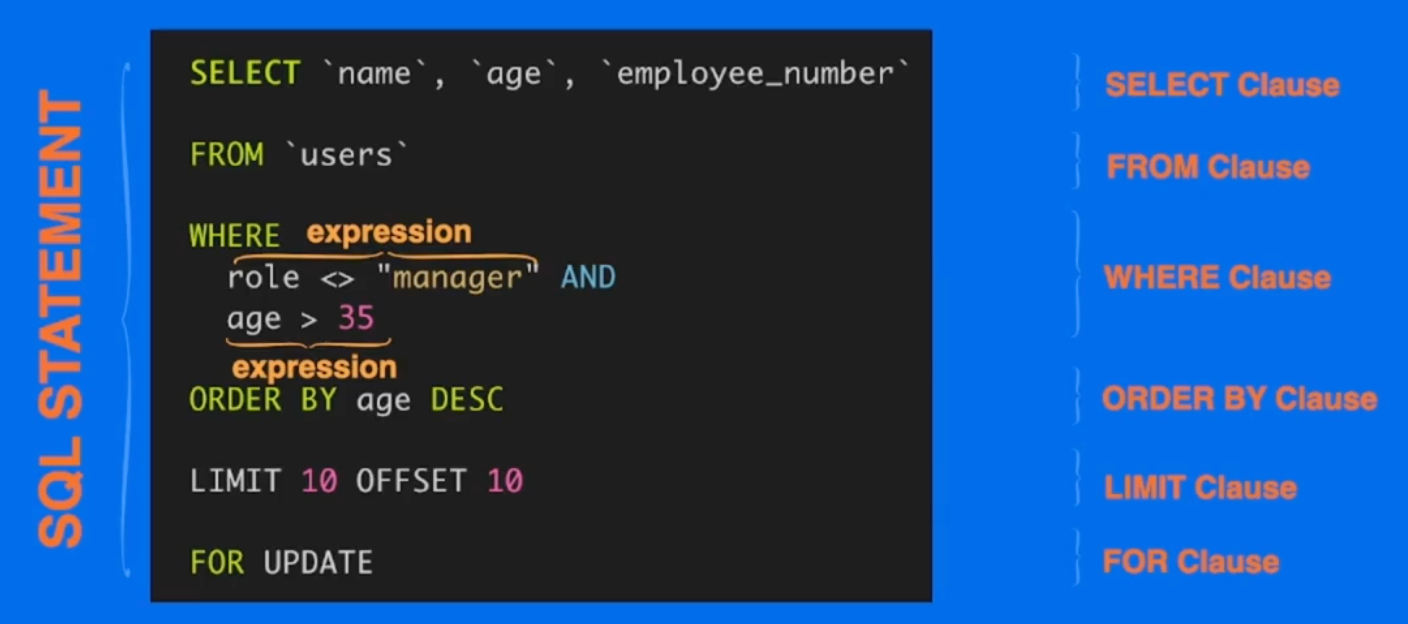 SQL STATEMENT
SELECT `name`, `age`, `employee_number`
SELECT Clause
FROM `users`
FROM Clause
WHERE expression
role <> "manager" AND
WHERE Clause
age > 35
expression
ORDER BY age DESC
ORDER BY Clause
LIMIT 10 OFFSET 10
LIMIT Clause
FOR UPDATE
FOR Clause